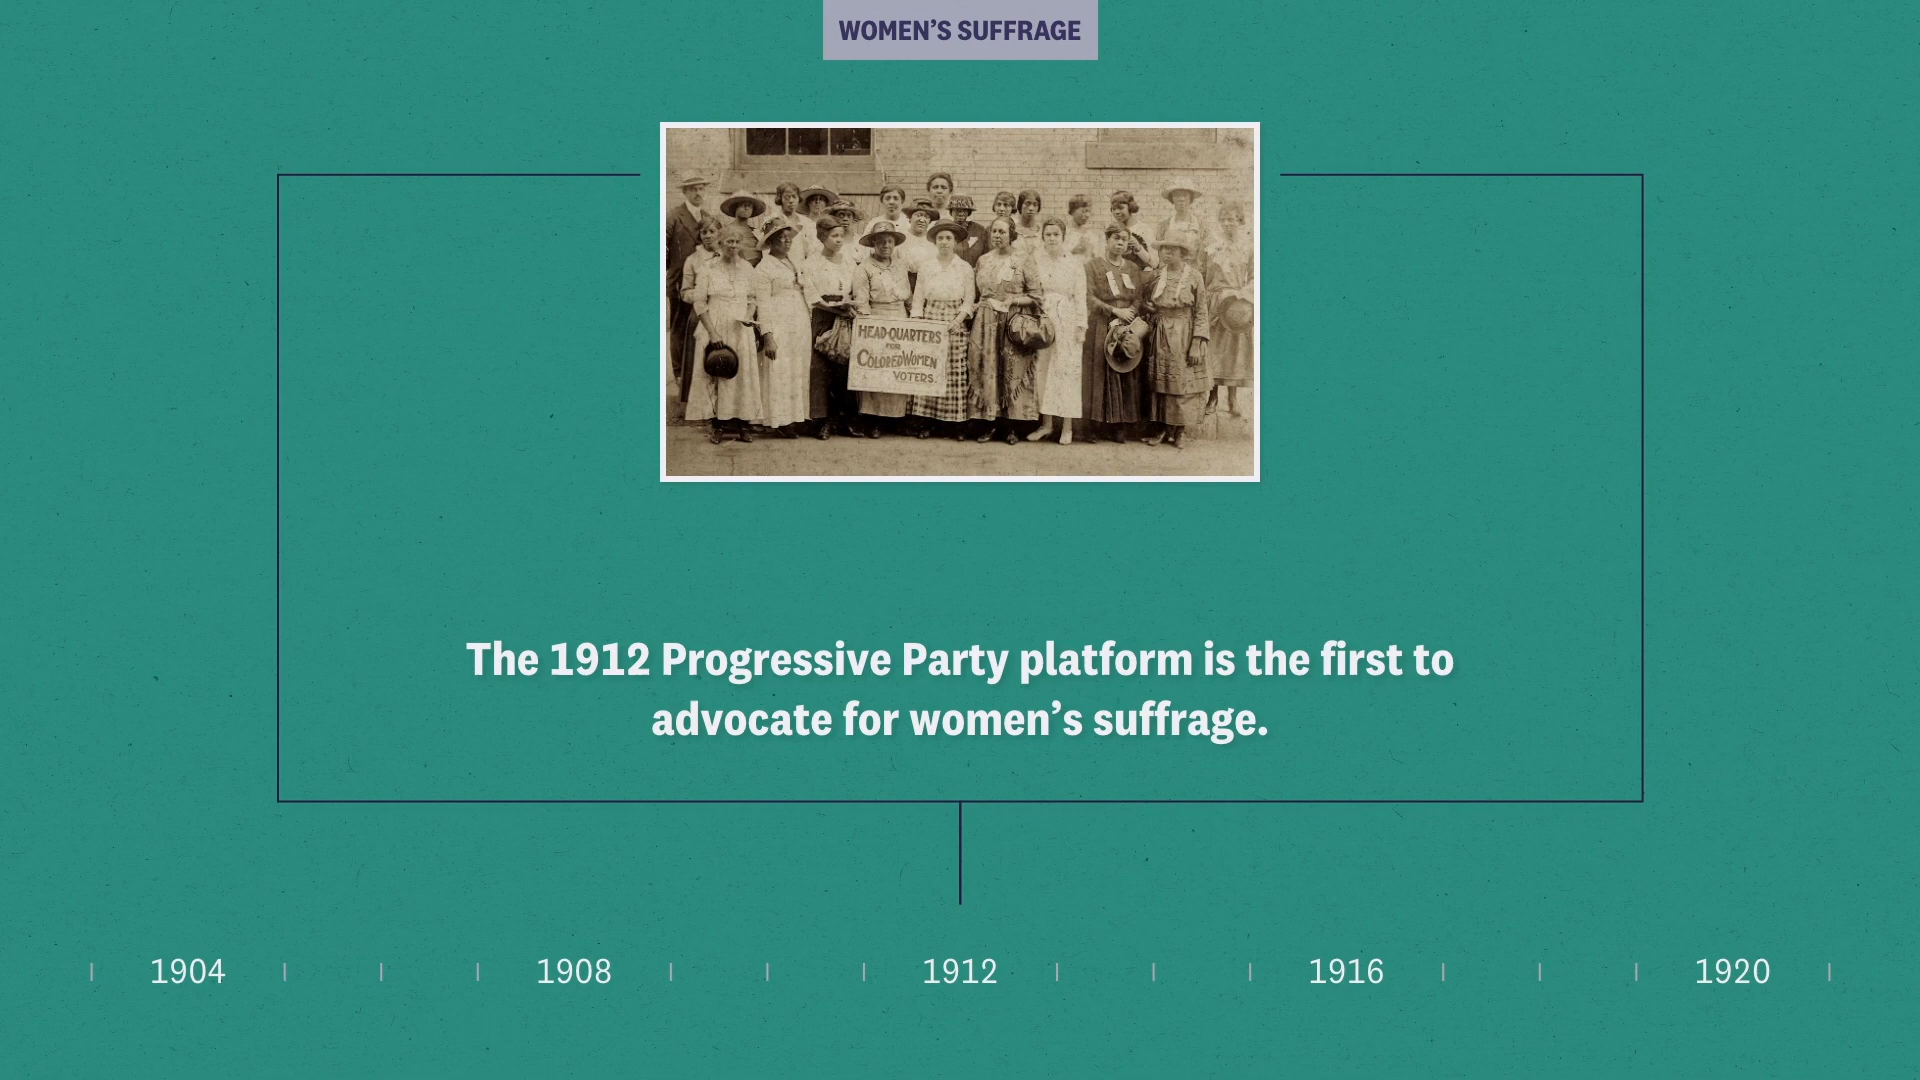 WOMEN’S SUFFRAGE
HEAD-QUARTERS
FOR
COLORED WOMEN
VOTERS.
The 1912 Progressive Party platform is the first to
advocate for women’s suffrage.
1904 1908 1912 1916 1920